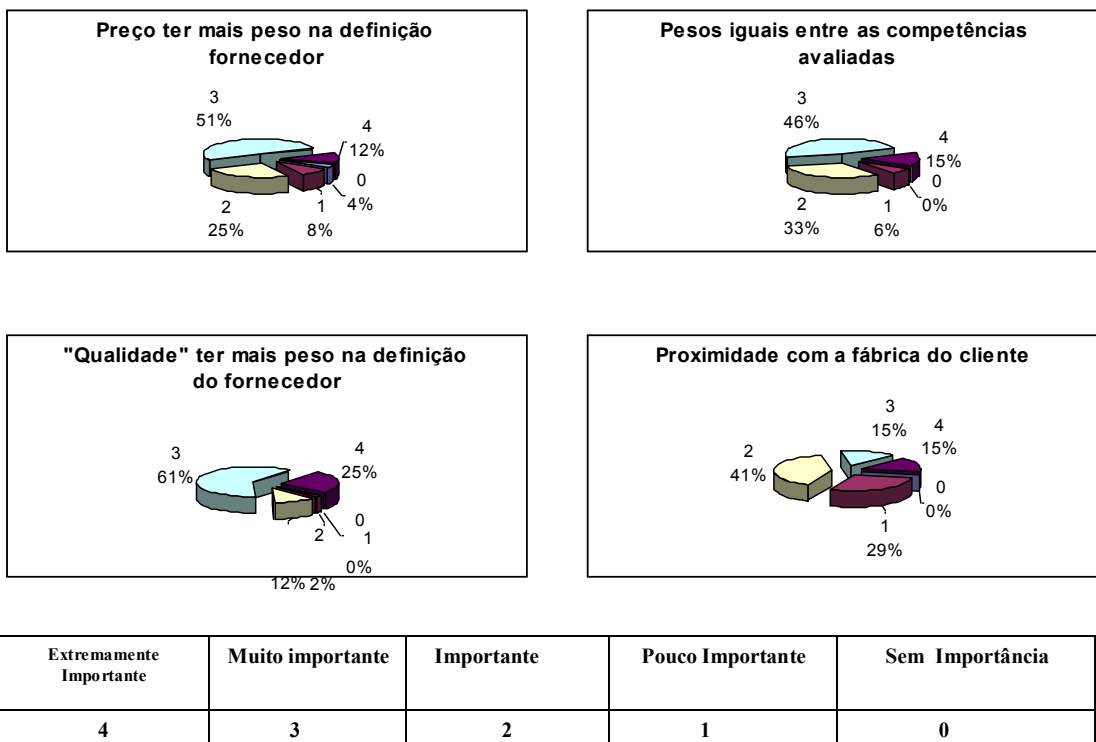 Preço ter mais peso na definição
fornecedor
3
51%
4
12%
0
4%
1
8%
2
25%
Pesos iguais entre as competências
avaliadas
3
46%
4
15%
0
0%
1
6%
2
33%
"Qualidade" ter mais peso na definição
do fornecedor
3
61%
4
25%
0
1
2
0%
12% 2%
Proximidade com a fábrica do cliente
3
15%
4
15%
2
41%
0
0%
1
29%
Extremamente
Importante
Muito importante
Importante
Pouco Importante
Sem Importância
4 3 2 1 0